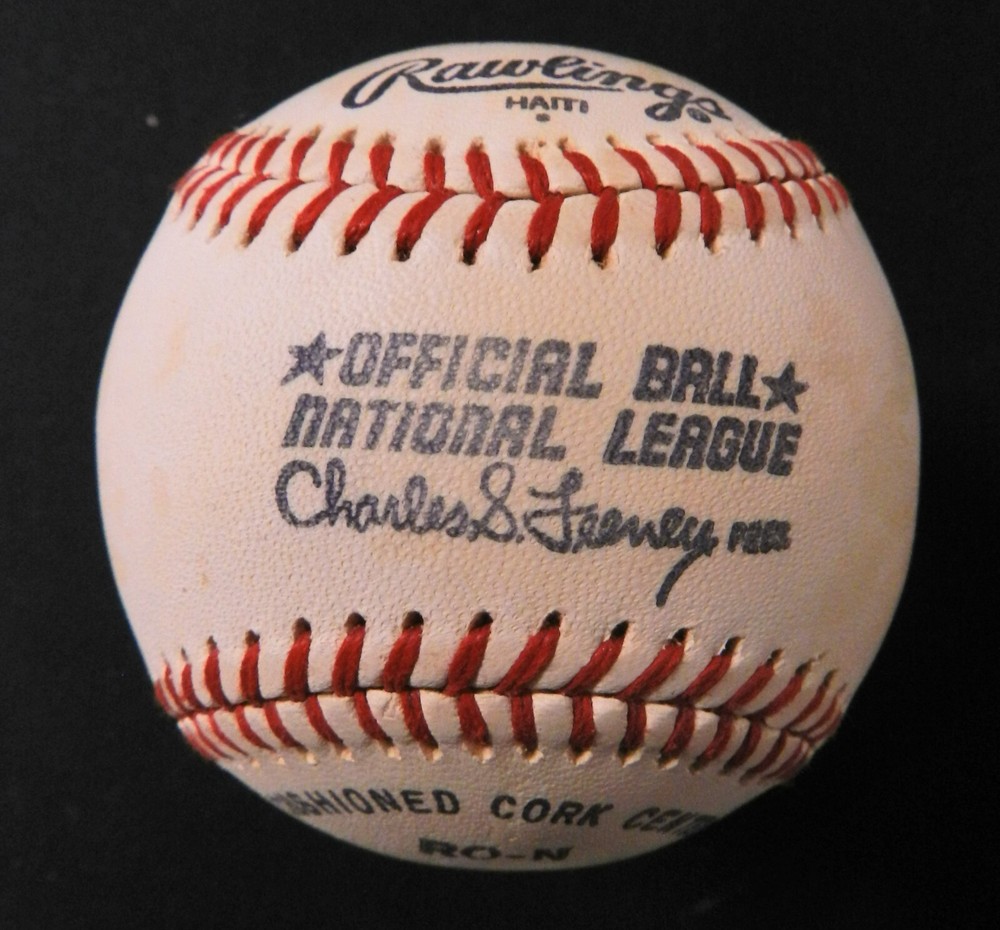 Rawlings
HAITI
★OFFICIAL BALL★
NATIONAL LEAGUE
Charles S. Feeney PRES
CORK
RO-N